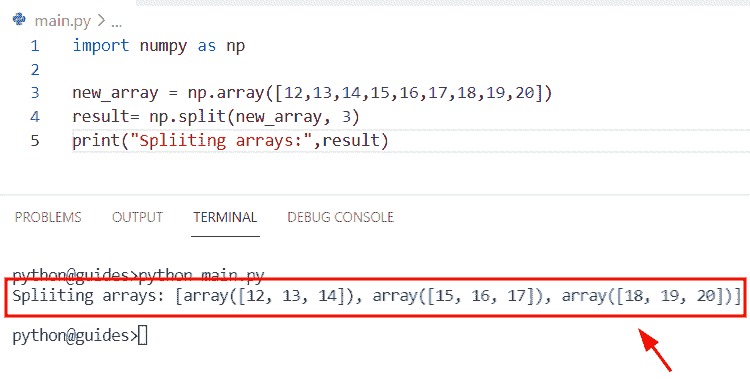 main.py > ...
1 import numpy as np
2
3 new_array = np.array([12,13,14,15,16,17,18,19,20])
4 result= np.split(new_array, 3)
5 print("Spliiting arrays:",result)
PROBLEMS OUTPUT TERMINAL DEBUG CONSOLE
python@guides>python main.py
Spliiting arrays: [array([12, 13, 14]), array([15, 16, 17]), array([18, 19, 20])]
python@guides>